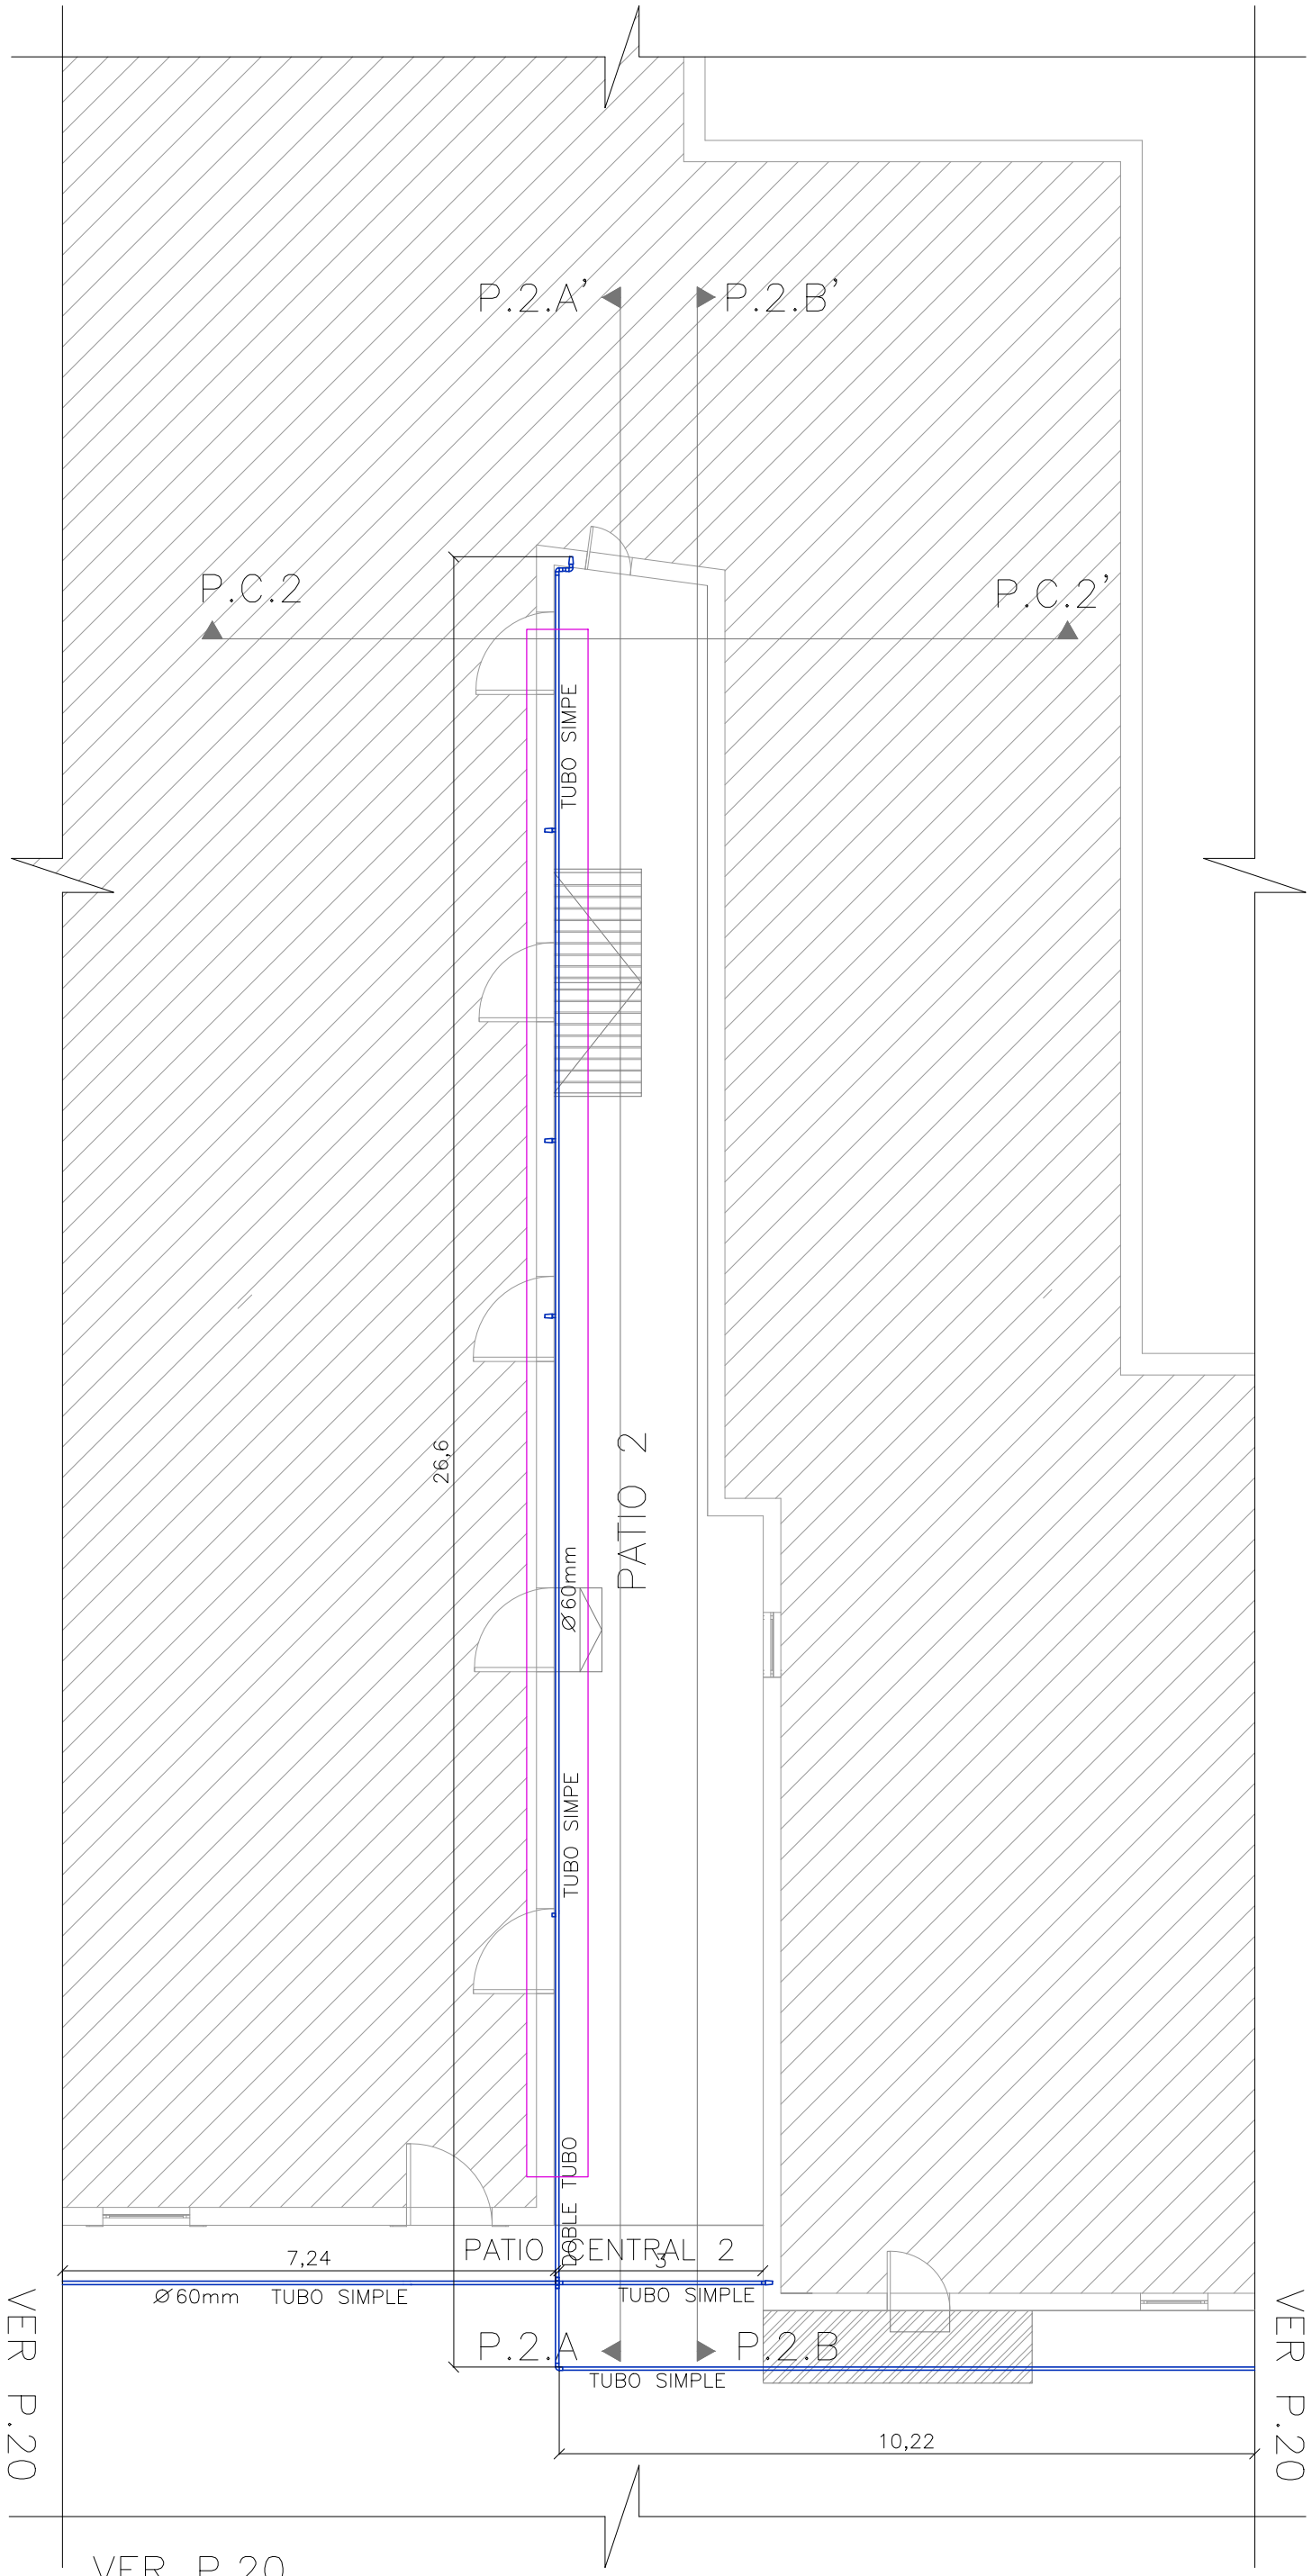 P.2.A'
P.2.B'
P.C.2
P.C.2'
TUBO SIMPE
26,6
PATIO 2
Ø60mm
TUBO SIMPE
DOBLE TUBO
PATIO CENTRAL 2
7,24
3
Ø60mm TUBO SIMPLE
TUBO SIMPLE
P.2.A
P.2.B
TUBO SIMPLE
10,22
VER P.20
VER P.20
VER P.20